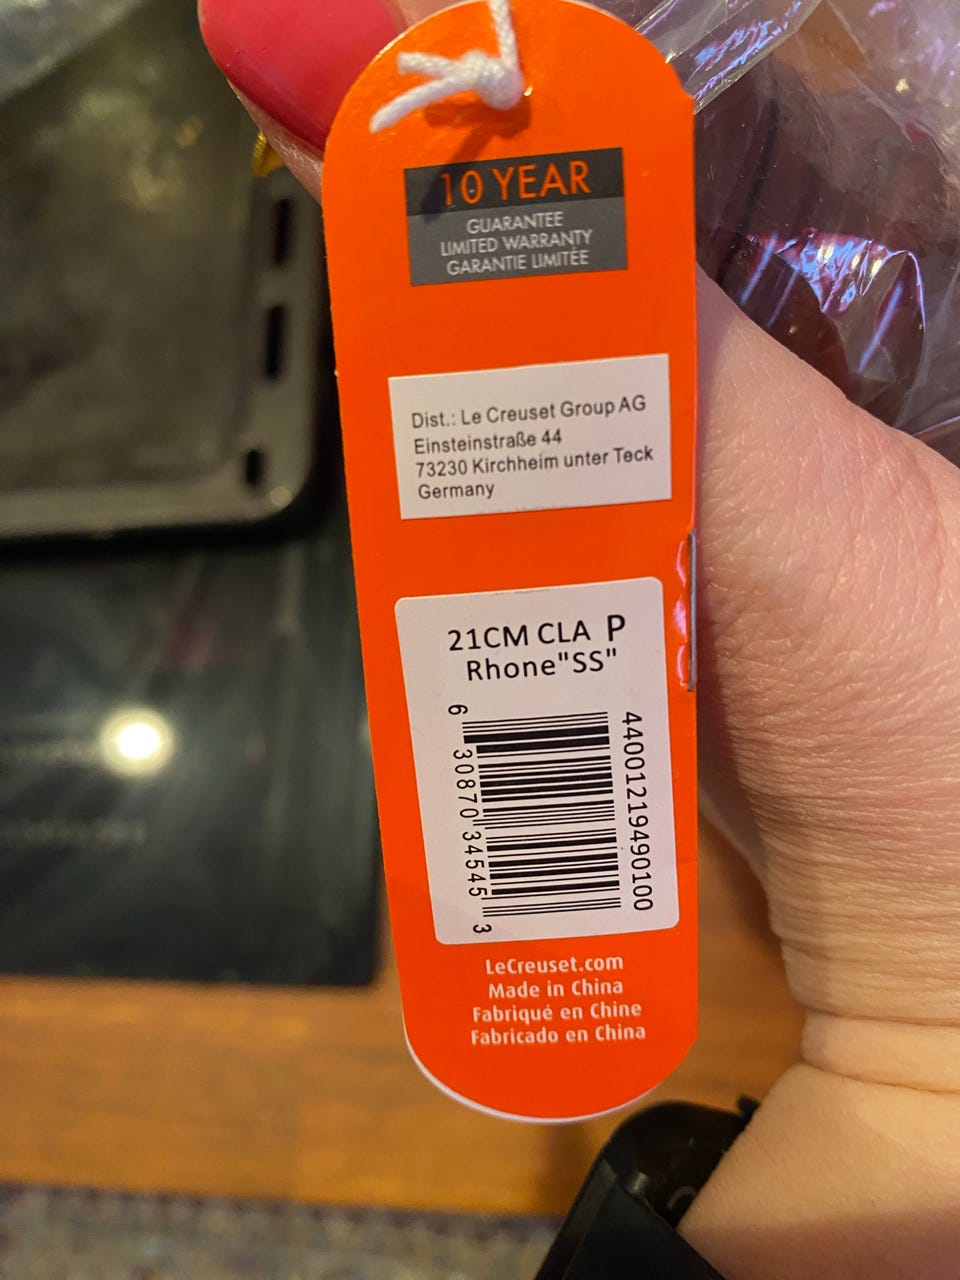 10 YEAR
GUARANTEE
LIMITED WARRANTY
GARANTIE LIMITÉE
Dist.: Le Creuset Group AG
Einsteinstraße 44
73230 Kirchheim unter Teck
Germany
21CM CLA P
Rhone"SS"
6 30870 34545 3
44001219490100
LeCreuset.com
Made in China
Fabriqué en Chine
Fabricado en China